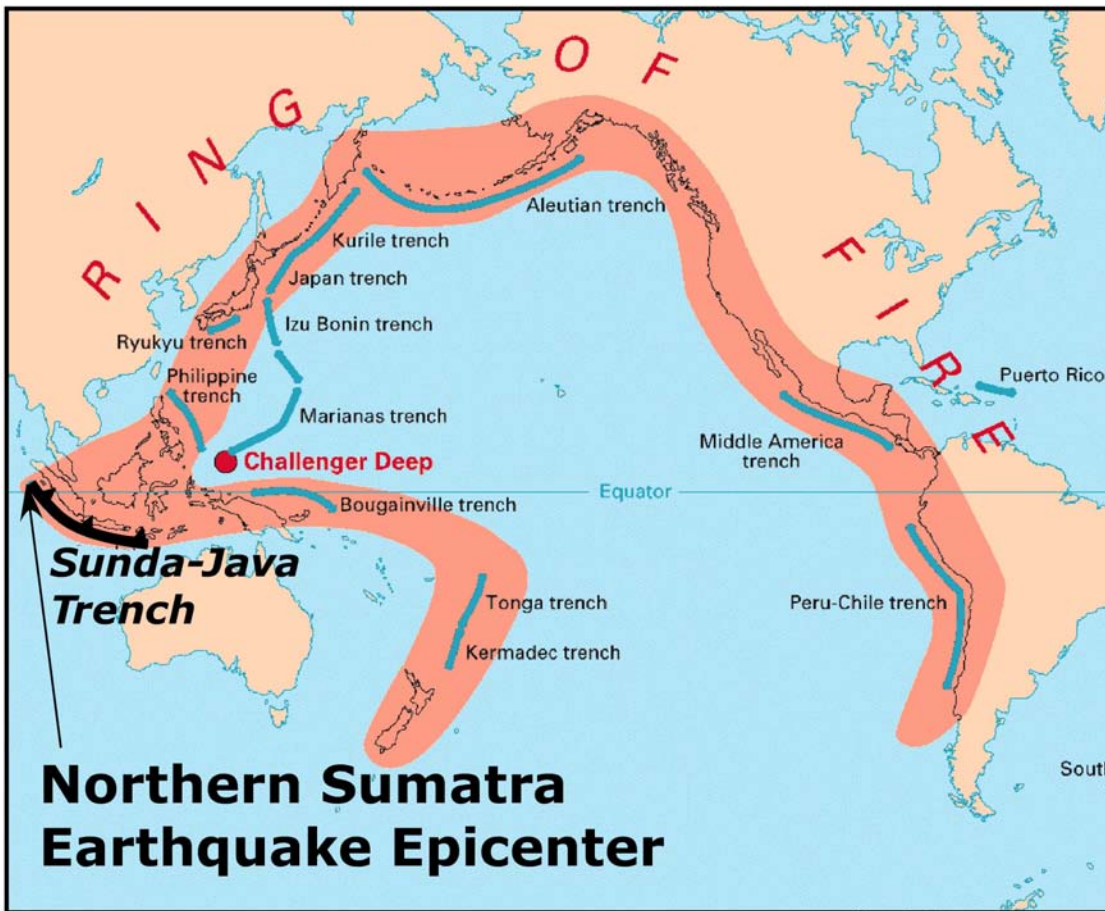 RING OF FIRE
Aleutian trench
Kurile trench
Japan trench
Izu Bonin trench
Ryukyu trench
Philippine
trench
Marianas trench
Challenger Deep
Puerto Rico
Middle America
trench
Equator
Bougainville trench
Sunda-Java
Trench
Tonga trench
Kermadec trench
Peru-Chile trench
South
Northern Sumatra
Earthquake Epicenter